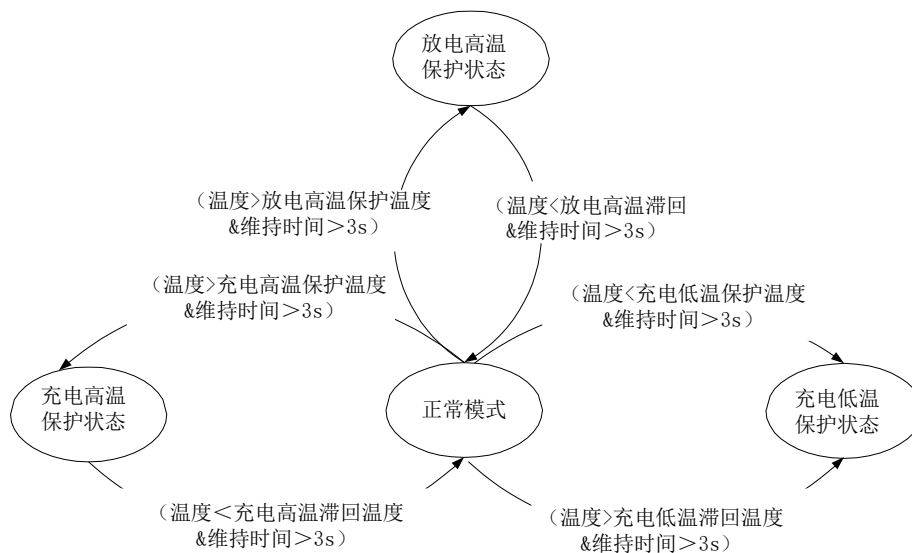 放电高温
保护状态
（温度>放电高温保护温度
&维持时间＞3s）
（温度<放电高温滞回
&维持时间＞3s）
（温度>充电高温保护温度
&维持时间＞3s）
（温度<充电低温保护温度
&维持时间＞3s）
充电高温
保护状态
正常模式
充电低温
保护状态
（温度＜充电高温滞回温度
&维持时间＞3s）
（温度>充电低温滞回温度
&维持时间＞3s）